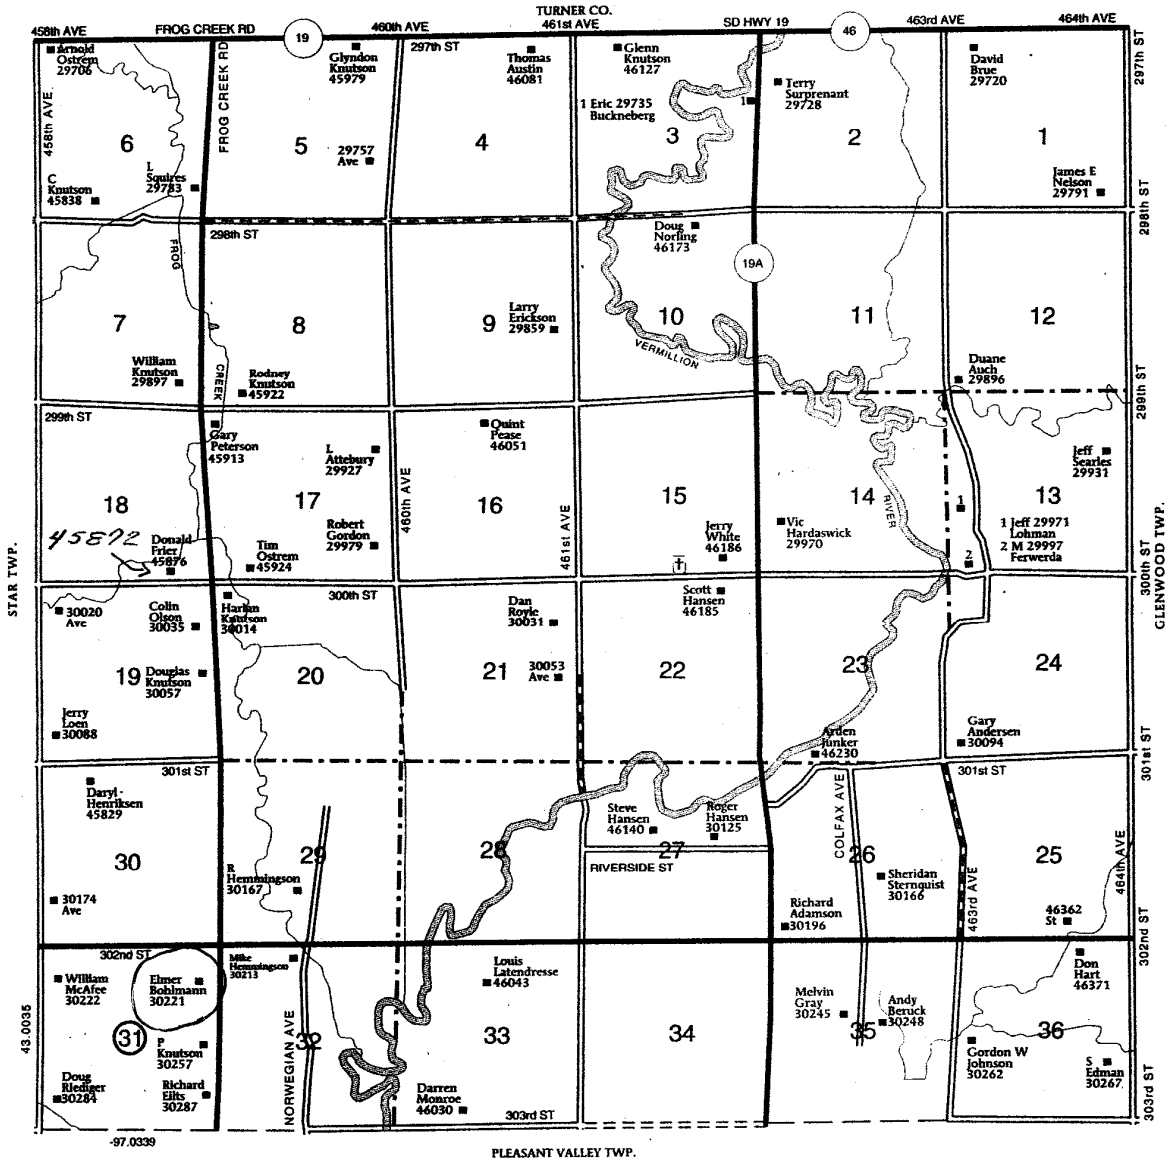 TURNER CO.
458th AVE
FROG CREEK RD
19
460th AVE
461st AVE
SD HWY 19
46
463rd AVE
464th AVE
297th ST
297th ST
458th AVE
FROG CREEK RD
Arnold
Ostrem
29706
Glyndon
Knutson
45979
Thomas
Austin
46081
Glenn
Knutson
46127
1 Eric 29735
Buckneberg
1
Terry
Surprenant
29728
David
Brue
29720
6
5
4
3
2
1
29757
Ave
L
Squires
29783
C
Knutson
45838
James E
Nelson
29791
298th ST
298th ST
FROG
Doug
Norling
46173
19A
7
8
9
10
11
12
Larry
Erickson
29859
VERMILLION
William
Knutson
29897
CREEK
Rodney
Knutson
45922
Duane
Auch
29896
299th ST
299th ST
Gary
Peterson
45913
L
Attebury
29927
Quint
Pease
46051
Jeff
Searles
29931
18
17
16
15
14
13
460th AVE
461st AVE
RIVER
45872
Donald
Frier
45876
Tim
Ostrem
45924
Robert
Gordon
29979
Jerry
White
46186
Vic
Hardaswick
29970
1
2
1 Jeff 29971
Lohman
2 M 29997
Ferwerda
STAR TWP.
GLENWOOD TWP.
300th ST
300th ST
30020
Ave
Colin
Olson
30035
Harlan
Knutson
30014
Dan
Royle
30031
Scott
Hansen
46185
19
20
21
22
23
24
Douglas
Knutson
30057
30053
Ave
Jerry
Loen
30088
Arden
Junker
46230
Gary
Andersen
30094
301st ST
301st ST
301st ST
Daryl
Henriksen
45829
Steve
Hansen
46140
Roger
Hansen
30125
COLFAX AVE
30
29
28
27
26
25
RIVERSIDE ST
R
Hemmingson
30167
Sheridan
Sternquist
30166
463rd AVE
464th AVE
30174
Ave
Richard
Adamson
30196
46362
St
302nd ST
302nd ST
William
McAfee
30222
Elmer
Bohlmann
30221
Mike
Hemmingson
30213
Louis
Latendresse
46043
Melvin
Gray
30245
Andy
Beruck
30248
Don
Hart
46371
43.0035
31
32
33
34
35
36
NORWEGIAN AVE
P
Knutson
30257
Gordon W
Johnson
30262
S
Edman
30267
Doug
Riediger
30284
Richard
Eilts
30287
Darren
Monroe
46030
303rd ST
303rd ST
-97.0339
PLEASANT VALLEY TWP.